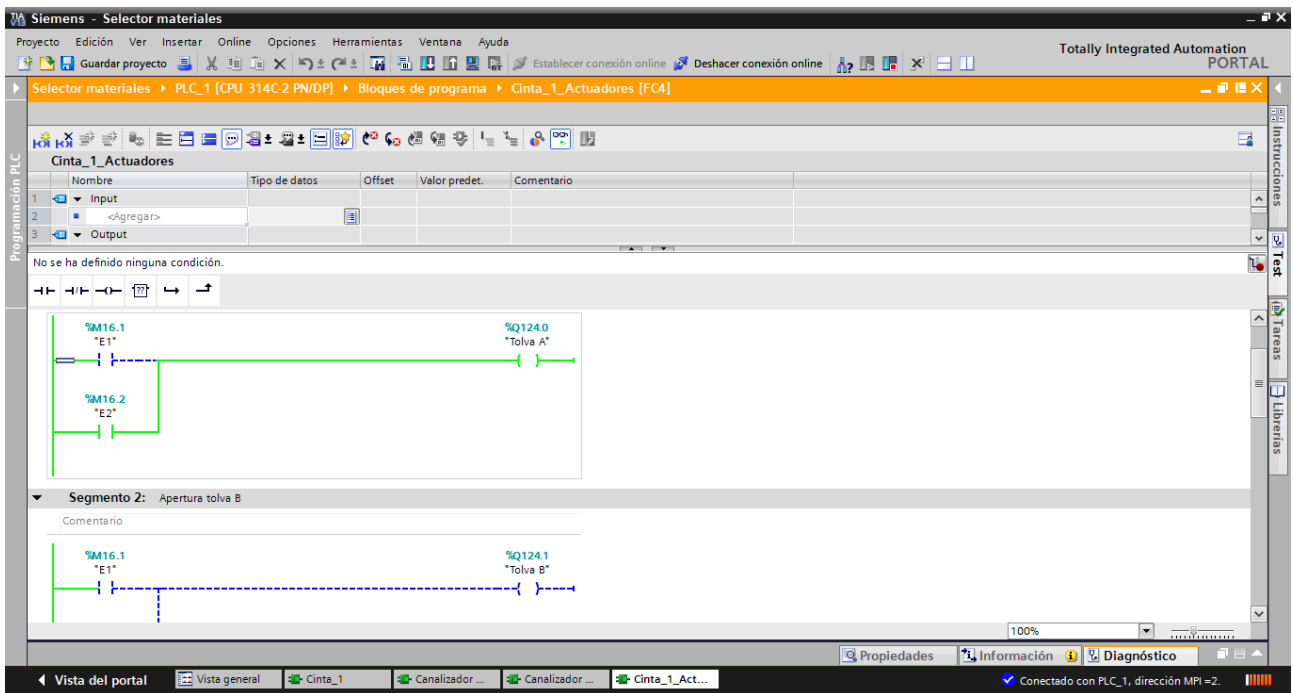 Siemens - Selector materiales
Proyecto Edición Ver Insertar Online Opciones Herramientas Ventana Ayuda
Totally Integrated Automation
PORTAL
Guardar proyecto Establecer conexión online Deshacer conexión online
Selector materiales PLC_1 [CPU 314C-2 PN/DP] Bloques de programa Cinta_1_Actuadores [FC4]
Programación PLC
Cinta_1_Actuadores
Nombre Tipo de datos Offset Valor predet. Comentario
1 Input
2 <Agregar>
3 Output
No se ha definido ninguna condición.
??
%M16.1 %Q124.0
"E1" "Tolva A"
%M16.2
"E2"
Segmento 2: Apertura tolva B
Comentario
%M16.1 %Q124.1
"E1" "Tolva B"
100%
Instrucciones
Test
Tareas
Librerías
Propiedades Información Diagnóstico
Vista del portal Vista general Cinta_1 Canalizador ... Canalizador ... Cinta_1_Act... Conectado con PLC_1, dirección MPI =2.